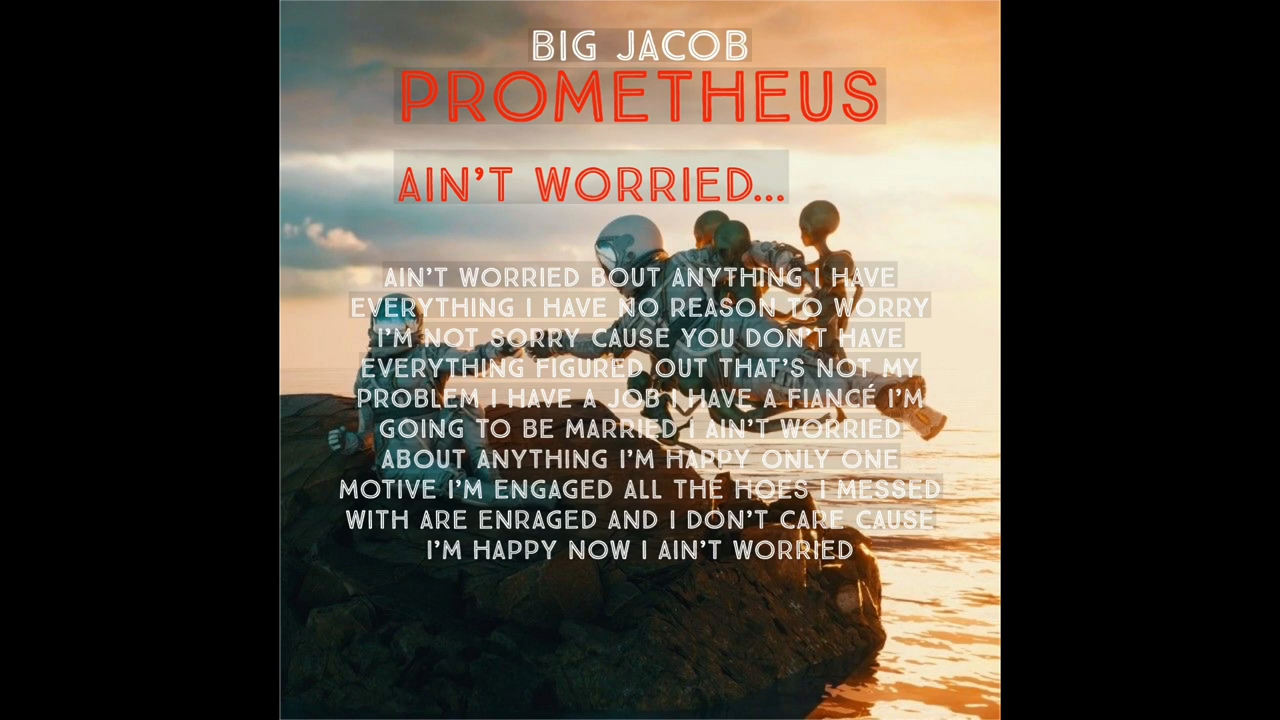 BIG JACOB
PROMETHEUS
AIN'T WORRIED...
AIN'T WORRIED BOUT ANYTHING I HAVE
EVERYTHING I HAVE NO REASON TO WORRY
I'M NOT SORRY CAUSE YOU DON'T HAVE
EVERYTHING FIGURED OUT THAT'S NOT MY
PROBLEM I HAVE A JOB I HAVE A FIANCÉ I'M
GOING TO BE MARRIED I AIN'T WORRIED
ABOUT ANYTHING I'M HAPPY ONLY ONE
MOTIVE I'M ENGAGED ALL THE HOES I MESSED
WITH ARE ENRAGED AND I DON'T CARE CAUSE
I'M HAPPY NOW I AIN'T WORRIED